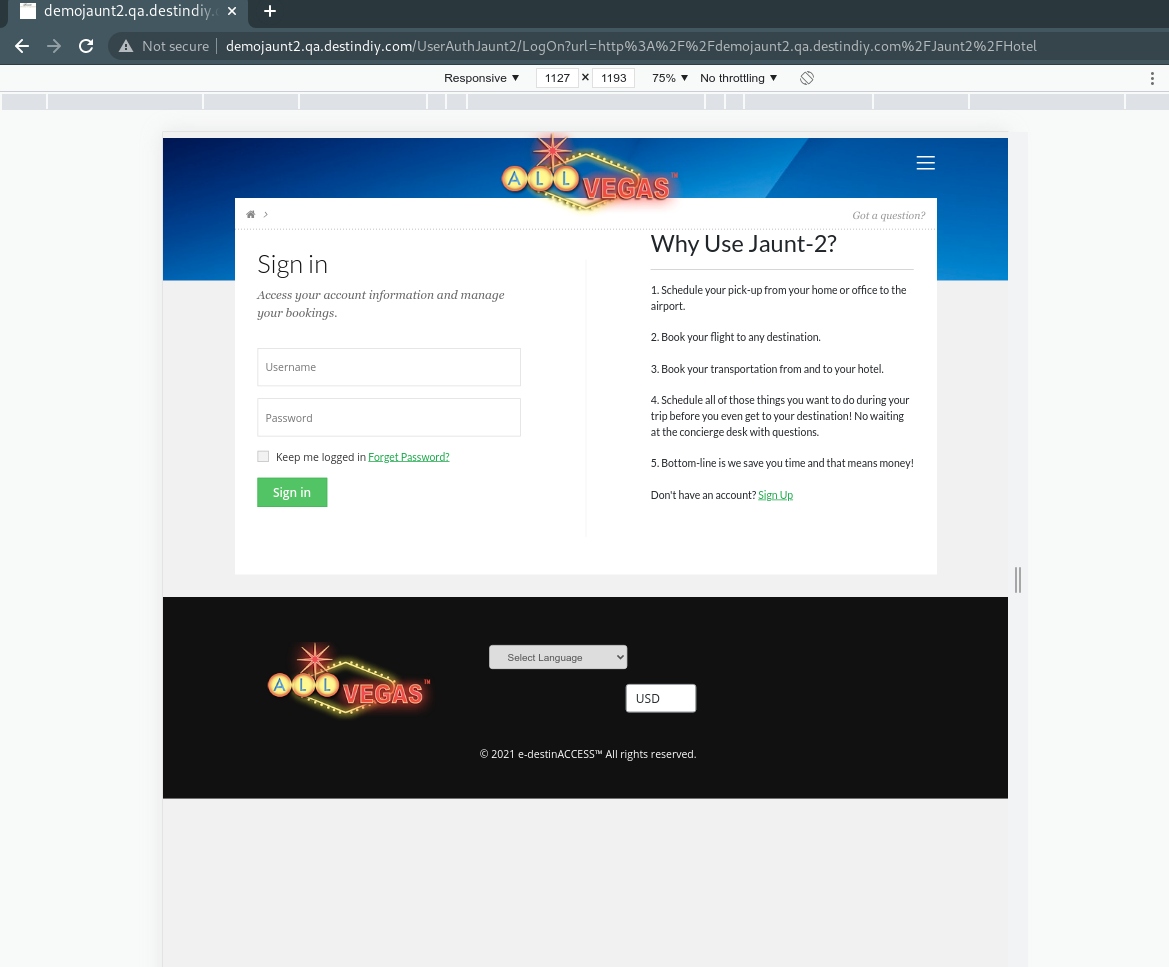 demojaunt2.qa.destindiy.
Not secure demojaunt2.qa.destindiy.com/UserAuthJaunt2/LogOn?url=http%3A%2F%2Fdemojaunt2.qa.destindiy.com%2FJaunt2%2FHotel
Responsive 1127 × 1193 75% No throttling
ALL VEGAS™
Got a question?
Sign in
Access your account information and manage
your bookings.
Username
Password
Keep me logged in Forget Password?
Sign in
Why Use Jaunt-2?
1. Schedule your pick-up from your home or office to the
airport.
2. Book your flight to any destination.
3. Book your transportation from and to your hotel.
4. Schedule all of those things you want to do during your
trip before you even get to your destination! No waiting
at the concierge desk with questions.
5. Bottom-line is we save you time and that means money!
Don't have an account? Sign Up
ALL VEGAS™
Select Language
USD
© 2021 e-destinACCESS™ All rights reserved.